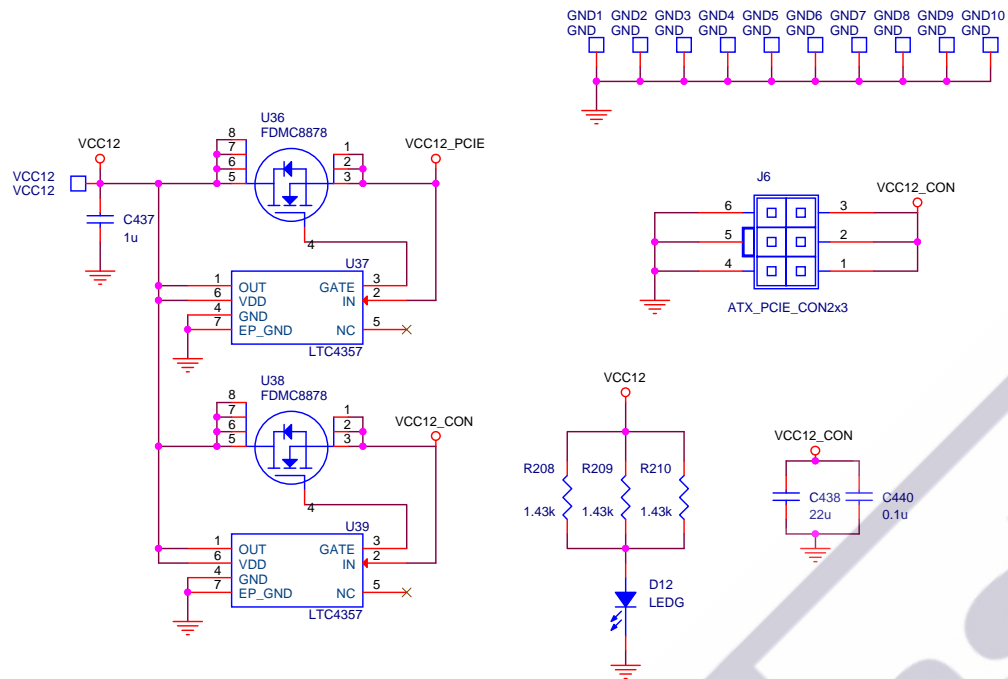 GND1 GND2 GND3 GND4 GND5 GND6 GND7 GND8 GND9 GND10
GND GND GND GND GND GND GND GND GND GND
U36
FDMC8878
VCC12
VCC12_PCIE
8
7
6
5
1
2
3
4
VCC12
VCC12
C437
1u
U37
1 OUT GATE 3
6 VDD IN 2
4 GND
7 EP_GND NC 5
LTC4357
U38
FDMC8878
VCC12_CON
8
7
6
5
1
2
3
4
U39
1 OUT GATE 3
6 VDD IN 2
4 GND
7 EP_GND NC 5
LTC4357
J6
VCC12_CON
6 3
5 2
4 1
ATX_PCIE_CON2x3
VCC12
R208 R209 R210
1.43k 1.43k 1.43k
D12
LEDG
VCC12_CON
C438 C440
22u 0.1u